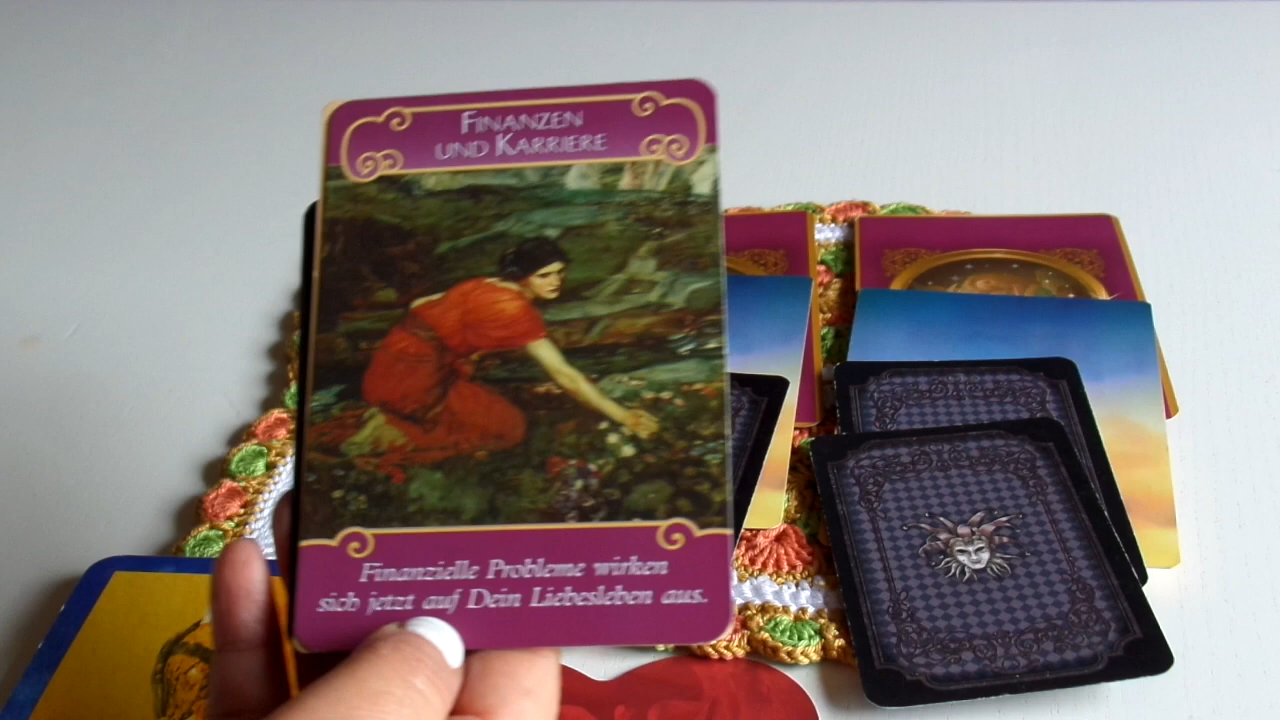 FINANZEN
UND KARRIERE
Finanzielle Probleme wirken
sich jetzt auf Dein Liebesleben aus.